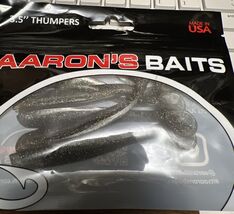 3.5" THUMPERS
MADE IN
USA
AARON'S BAITS